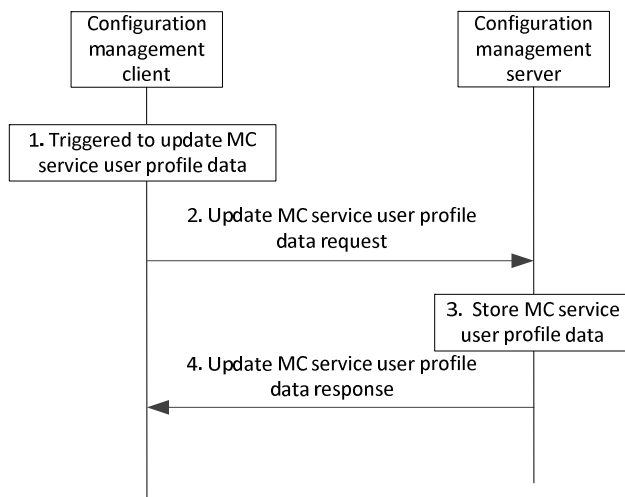 Configuration
management
client
Configuration
management
server
1. Triggered to update MC
service user profile data
2. Update MC service user profile
data request
3. Store MC service
user profile data
4. Update MC service user profile
data response